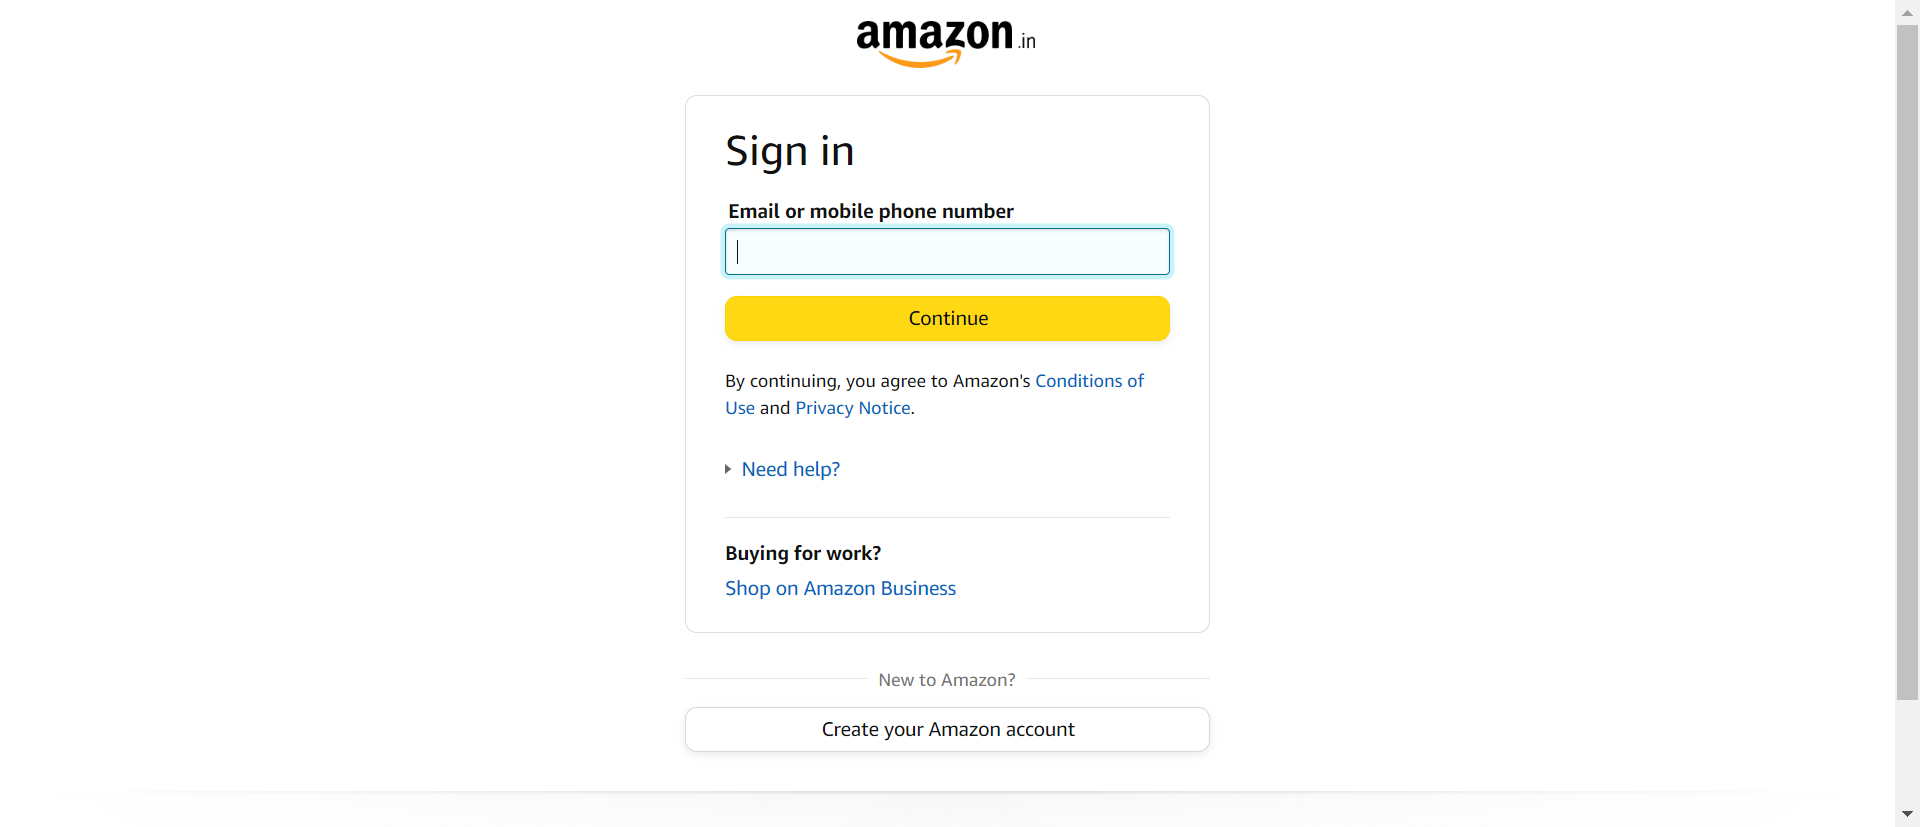 amazon.in
Sign in
Email or mobile phone number
Continue
By continuing, you agree to Amazon's Conditions of
Use and Privacy Notice.
Need help?
Buying for work?
Shop on Amazon Business
New to Amazon?
Create your Amazon account